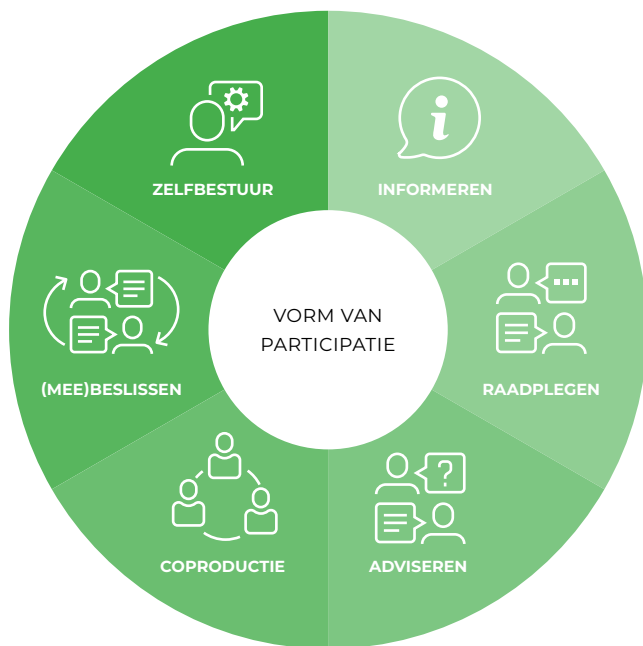 ZELFBESTUUR
INFORMEREN
VORM VAN
PARTICIPATIE
(MEE)BESLISSEN
RAADPLEGEN
COPRODUCTIE
ADVISEREN